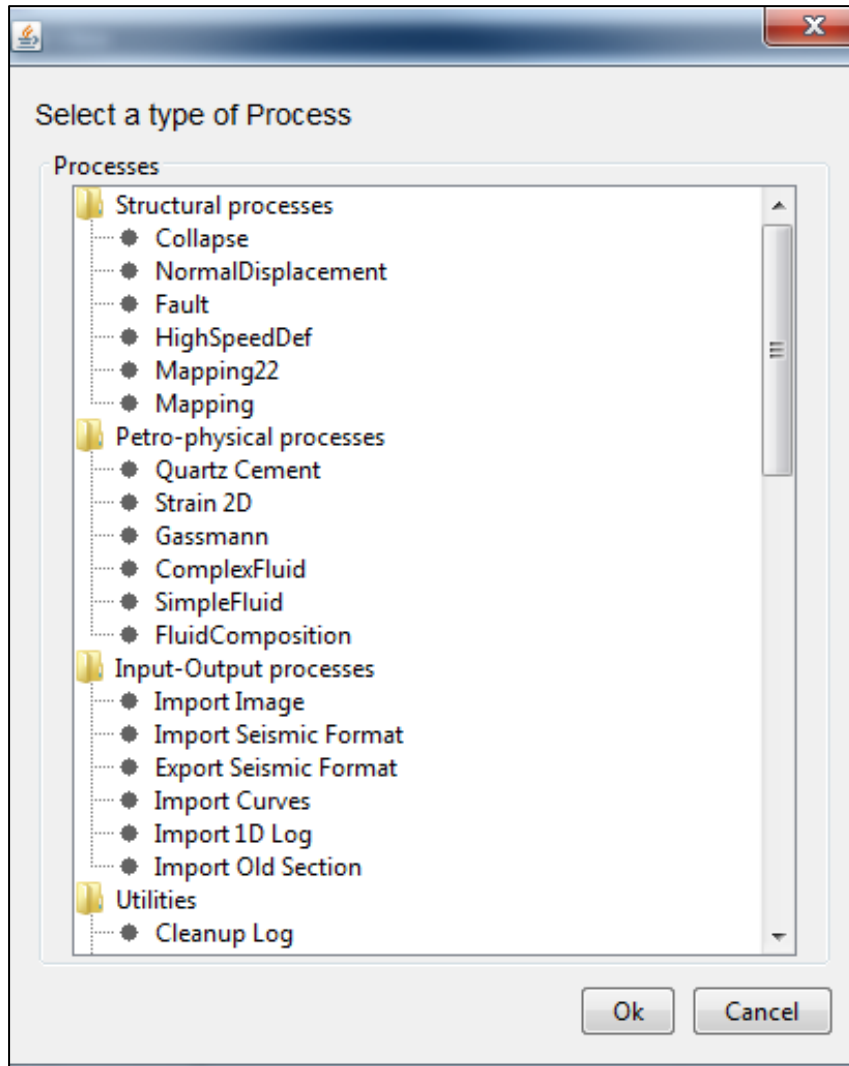 Select a type of Process
Processes
Structural processes
Collapse
NormalDisplacement
Fault
HighSpeedDef
Mapping22
Mapping
Petro-physical processes
Quartz Cement
Strain 2D
Gassmann
ComplexFluid
SimpleFluid
FluidComposition
Input-Output processes
Import Image
Import Seismic Format
Export Seismic Format
Import Curves
Import 1D Log
Import Old Section
Utilities
Cleanup Log
Ok Cancel